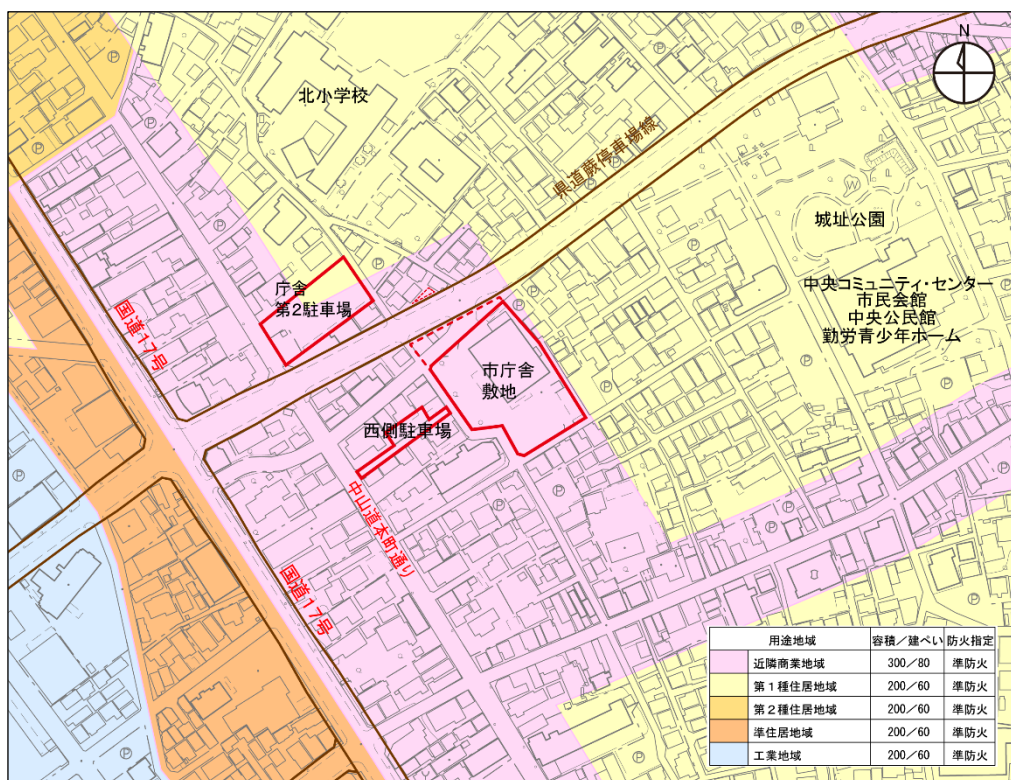 N
北小学校
県道蕨停車場線
城址公園
中央コミュニティ・センター
市民会館
中央公民館
勤労青少年ホーム
庁舎
第2駐車場
国道17号
市庁舎
敷地
西側駐車場
中山道本町通り
国道17号
用途地域 容積/建ぺい 防火指定
近隣商業地域 300/80 準防火
第1種住居地域 200/60 準防火
第2種住居地域 200/60 準防火
準住居地域 200/60 準防火
工業地域 200/60 準防火
P
P
P
P
P
P
P
P
P
P
P
P